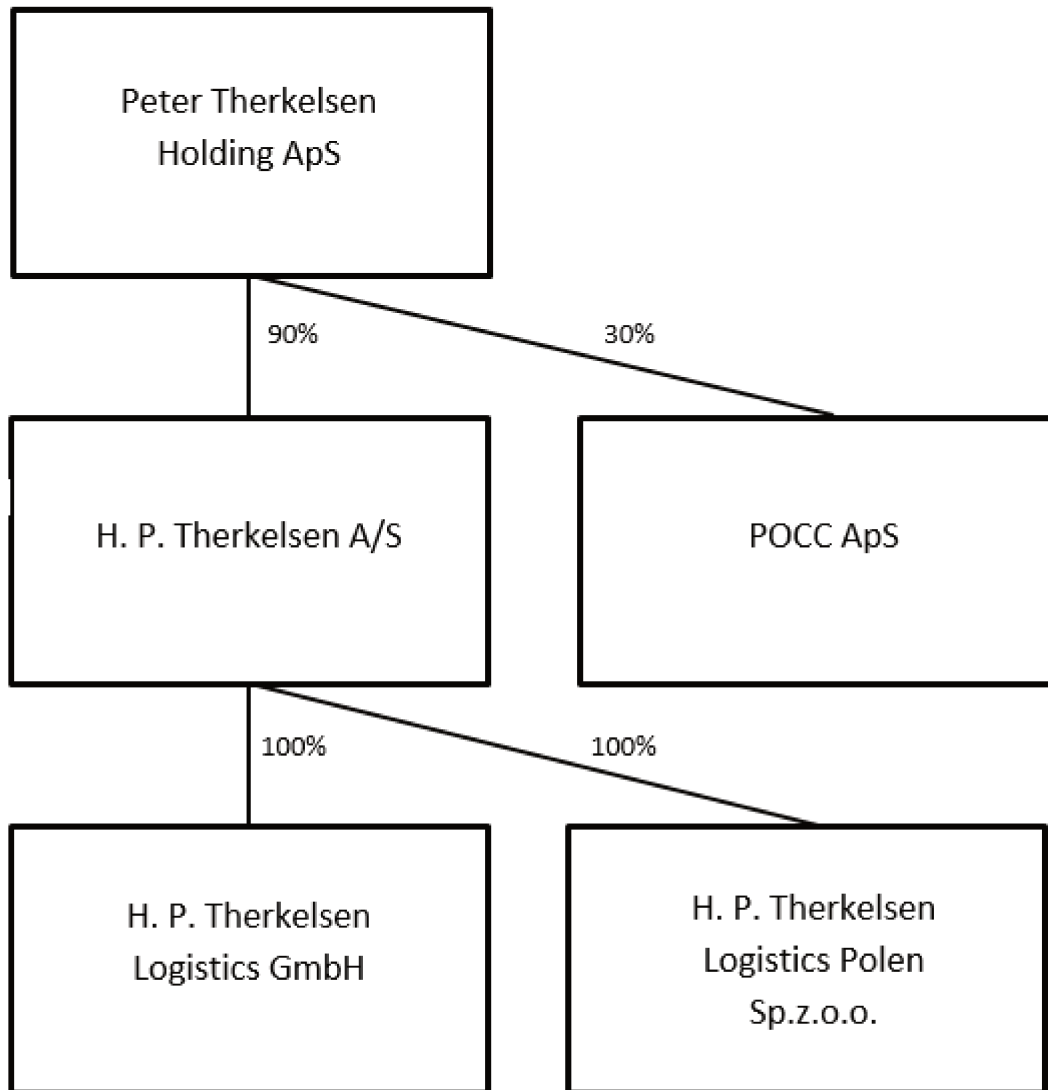 Peter Therkelsen
Holding ApS
90%
30%
H. P. Therkelsen A/S
POCC ApS
100%
100%
H. P. Therkelsen
Logistics GmbH
H. P. Therkelsen
Logistics Polen
Sp.z.o.o.